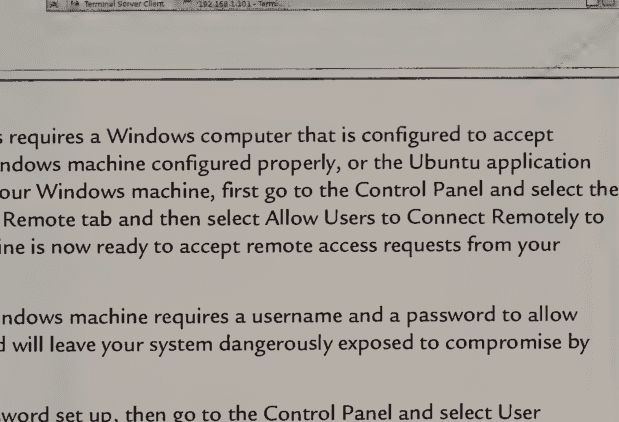 Terminal Server Client 192.168.1.101 - Termi...
s requires a Windows computer that is configured to accept
ndows machine configured properly, or the Ubuntu application
our Windows machine, first go to the Control Panel and select the
Remote tab and then select Allow Users to Connect Remotely to
ine is now ready to accept remote access requests from your
ndows machine requires a username and a password to allow
d will leave your system dangerously exposed to compromise by
word set up, then go to the Control Panel and select User